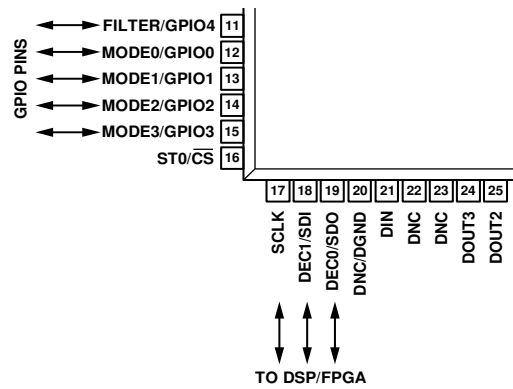 GPIO PINS
FILTER/GPIO4 11
MODE0/GPIO0 12
MODE1/GPIO1 13
MODE2/GPIO2 14
MODE3/GPIO3 15
ST0/CS 16
17 18 19 20 21 22 23 24 25
SCLK
DEC1/SDI
DEC0/SDO
DNC/DGND
DIN
DNC
DNC
DOUT3
DOUT2
TO DSP/FPGA